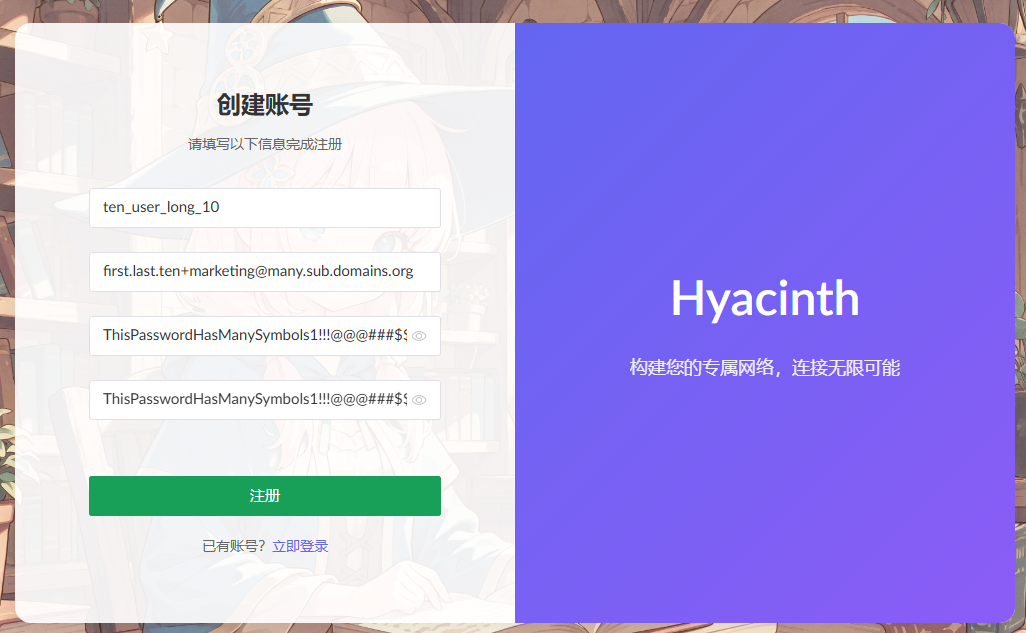 创建账号
请填写以下信息完成注册
ten_user_long_10
first.last.ten+marketing@many.sub.domains.org
ThisPasswordHasManySymbols1!!!@@@###$$
ThisPasswordHasManySymbols1!!!@@@###$$
注册
已有账号？立即登录
Hyacinth
构建您的专属网络，连接无限可能